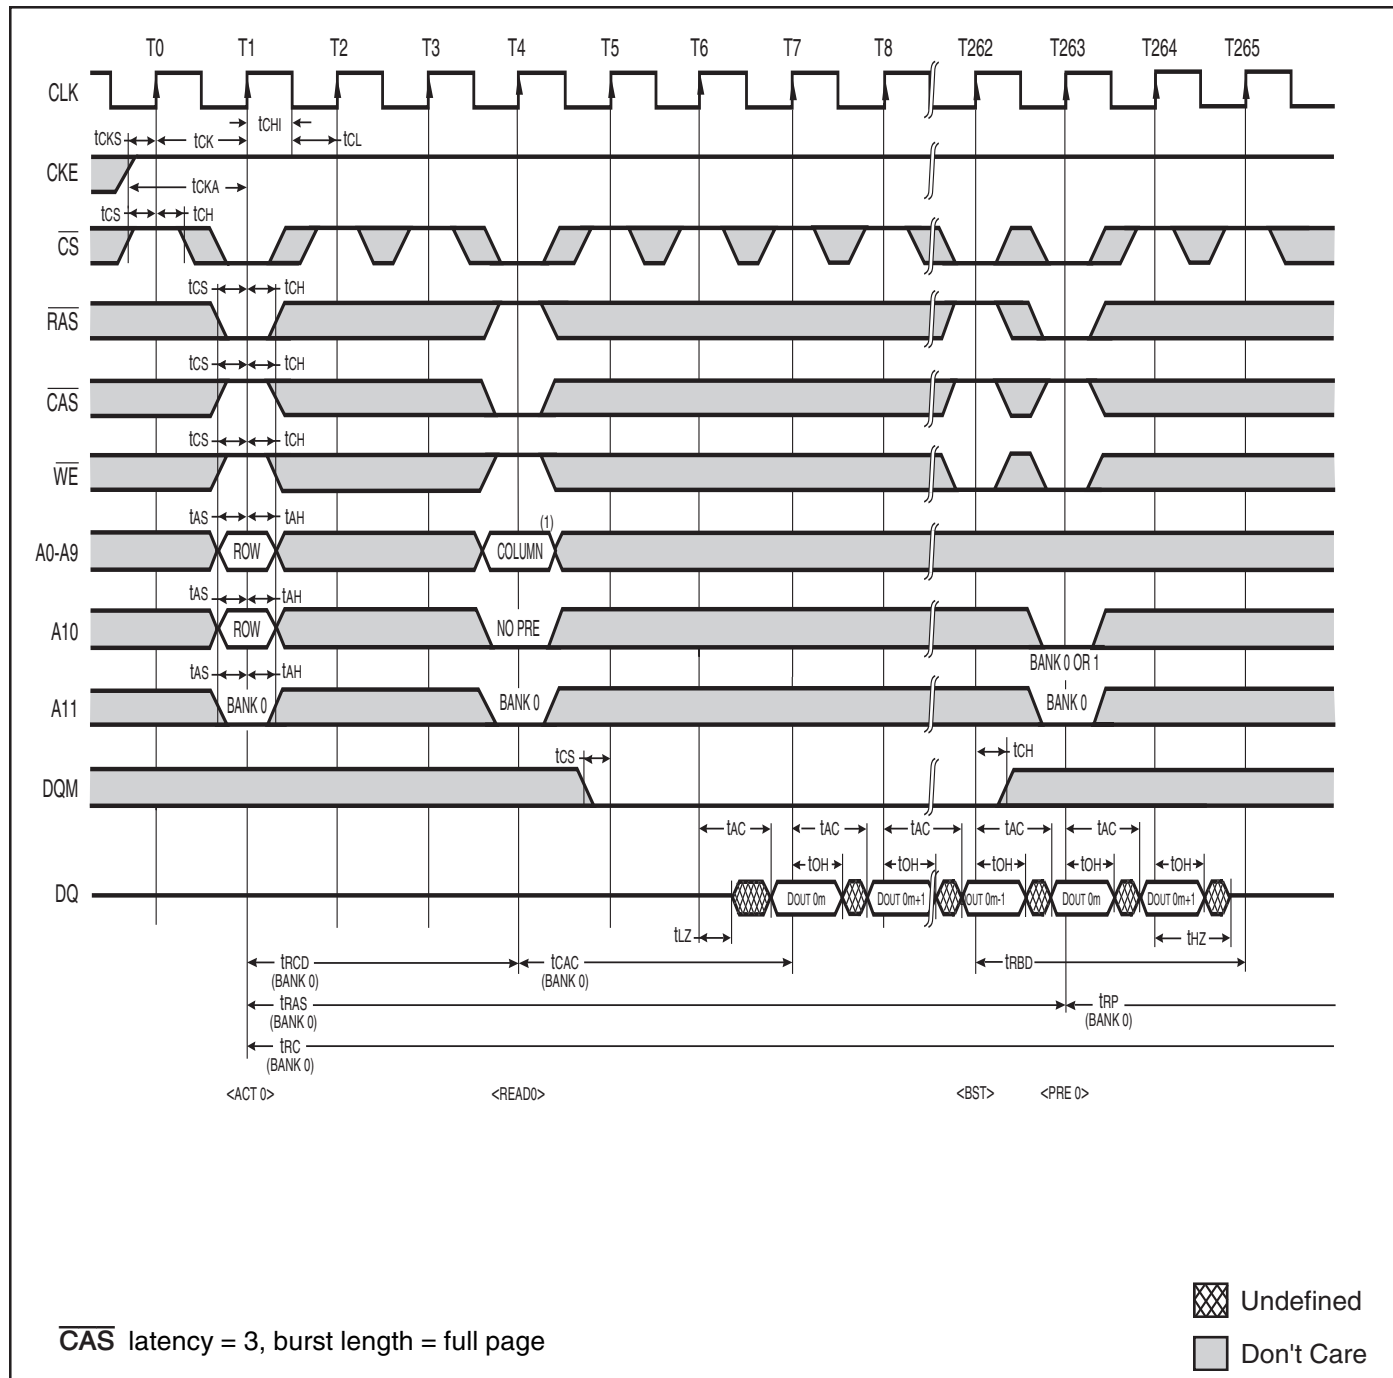 T0 T1 T2 T3 T4 T5 T6 T7 T8 T262 T263 T264 T265
CLK
tCHI
tCKS tCK tCL
CKE
tCKA
tCS tCH
CS
tCS tCH
RAS
tCS tCH
CAS
tCS tCH
WE
tAS tAH (1)
A0-A9 ROW COLUMN
tAS tAH
A10 ROW NO PRE
BANK 0 OR 1
tAS tAH
A11 BANK 0 BANK 0 BANK 0
tCS tCH
DQM
tAC tAC tAC tAC tAC
tOH tOH tOH tOH tOH
DQ DOUT 0m DOUT 0m+1 OUT 0m-1 DOUT 0m DOUT 0m+1
tLZ tHZ
tRCD tCAC tRBD
(BANK 0) (BANK 0)
tRAS tRP
(BANK 0) (BANK 0)
tRC
(BANK 0)
<ACT 0> <READ0> <BST> <PRE 0>
Undefined
CAS latency = 3, burst length = full page
Don't Care